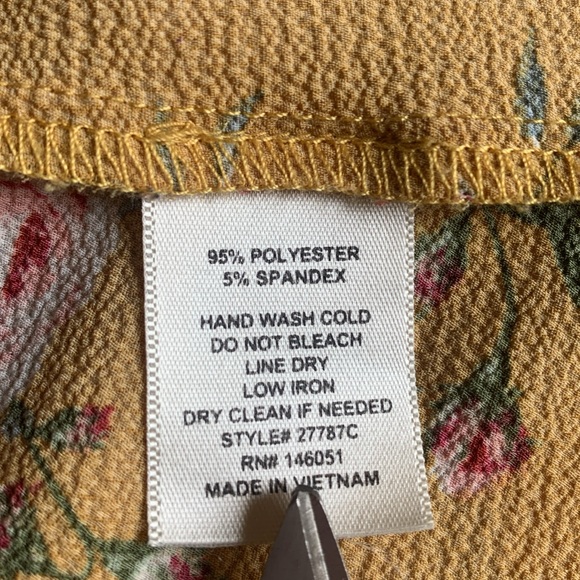 95% POLYESTER
5% SPANDEX
HAND WASH COLD
DO NOT BLEACH
LINE DRY
LOW IRON
DRY CLEAN IF NEEDED
STYLE# 27787C
RN# 146051
MADE IN VIETNAM